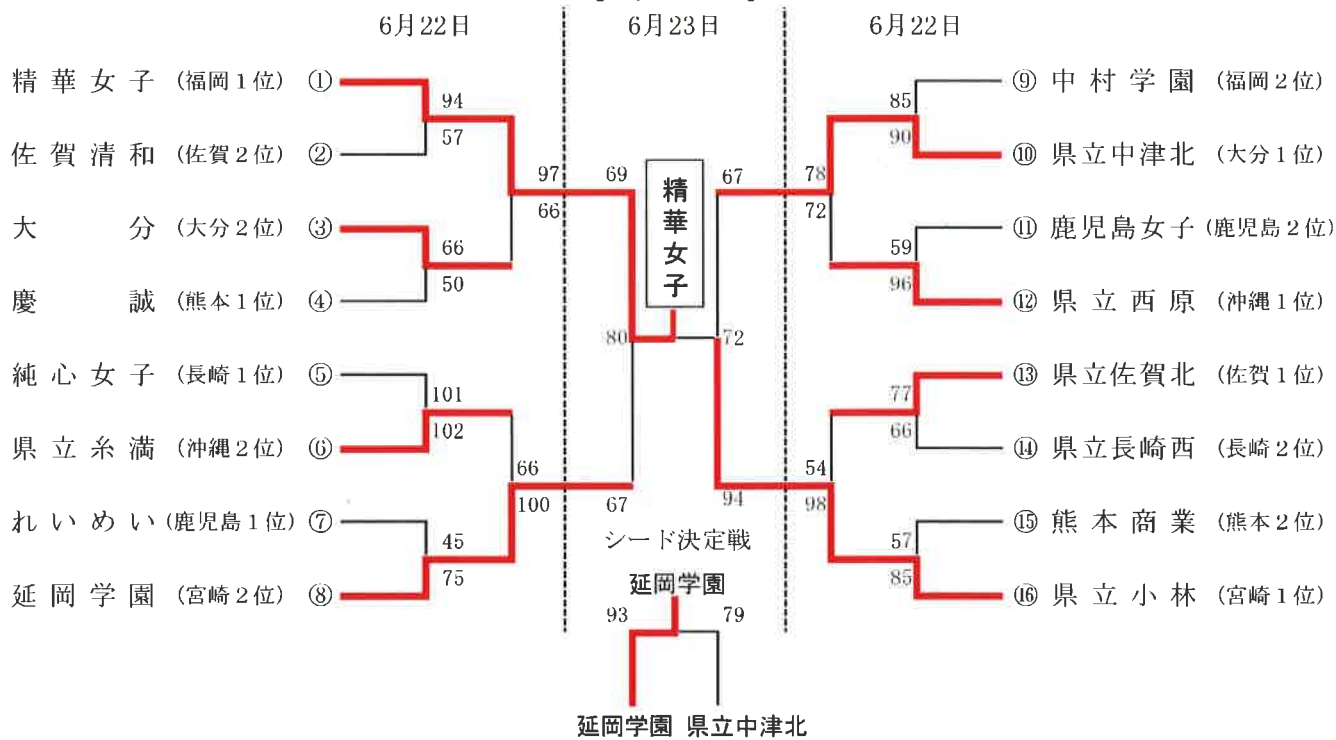 6月22日 6月23日 6月22日
精華女子 (福岡1位) ① 94 85 ⑨ 中村学園 (福岡2位)
佐賀清和 (佐賀2位) ② 57 90 ⑩ 県立中津北 (大分1位)
97 69 67 78
66 72
精華女子
大分 (大分2位) ③ 66 59 ⑪ 鹿児島女子 (鹿児島2位)
慶誠 (熊本1位) ④ 50 96 ⑫ 県立西原 (沖縄1位)
80 72
純心女子 (長崎1位) ⑤ 101 77 ⑬ 県立佐賀北 (佐賀1位)
県立糸満 (沖縄2位) ⑥ 102 66 ⑭ 県立長崎西 (長崎2位)
66 54
100 67 94 98
れいめい (鹿児島1位) ⑦ 45 57 ⑮ 熊本商業 (熊本2位)
延岡学園 (宮崎2位) ⑧ 75 85 ⑯ 県立小林 (宮崎1位)
シード決定戦
延岡学園
93 79
延岡学園 県立中津北